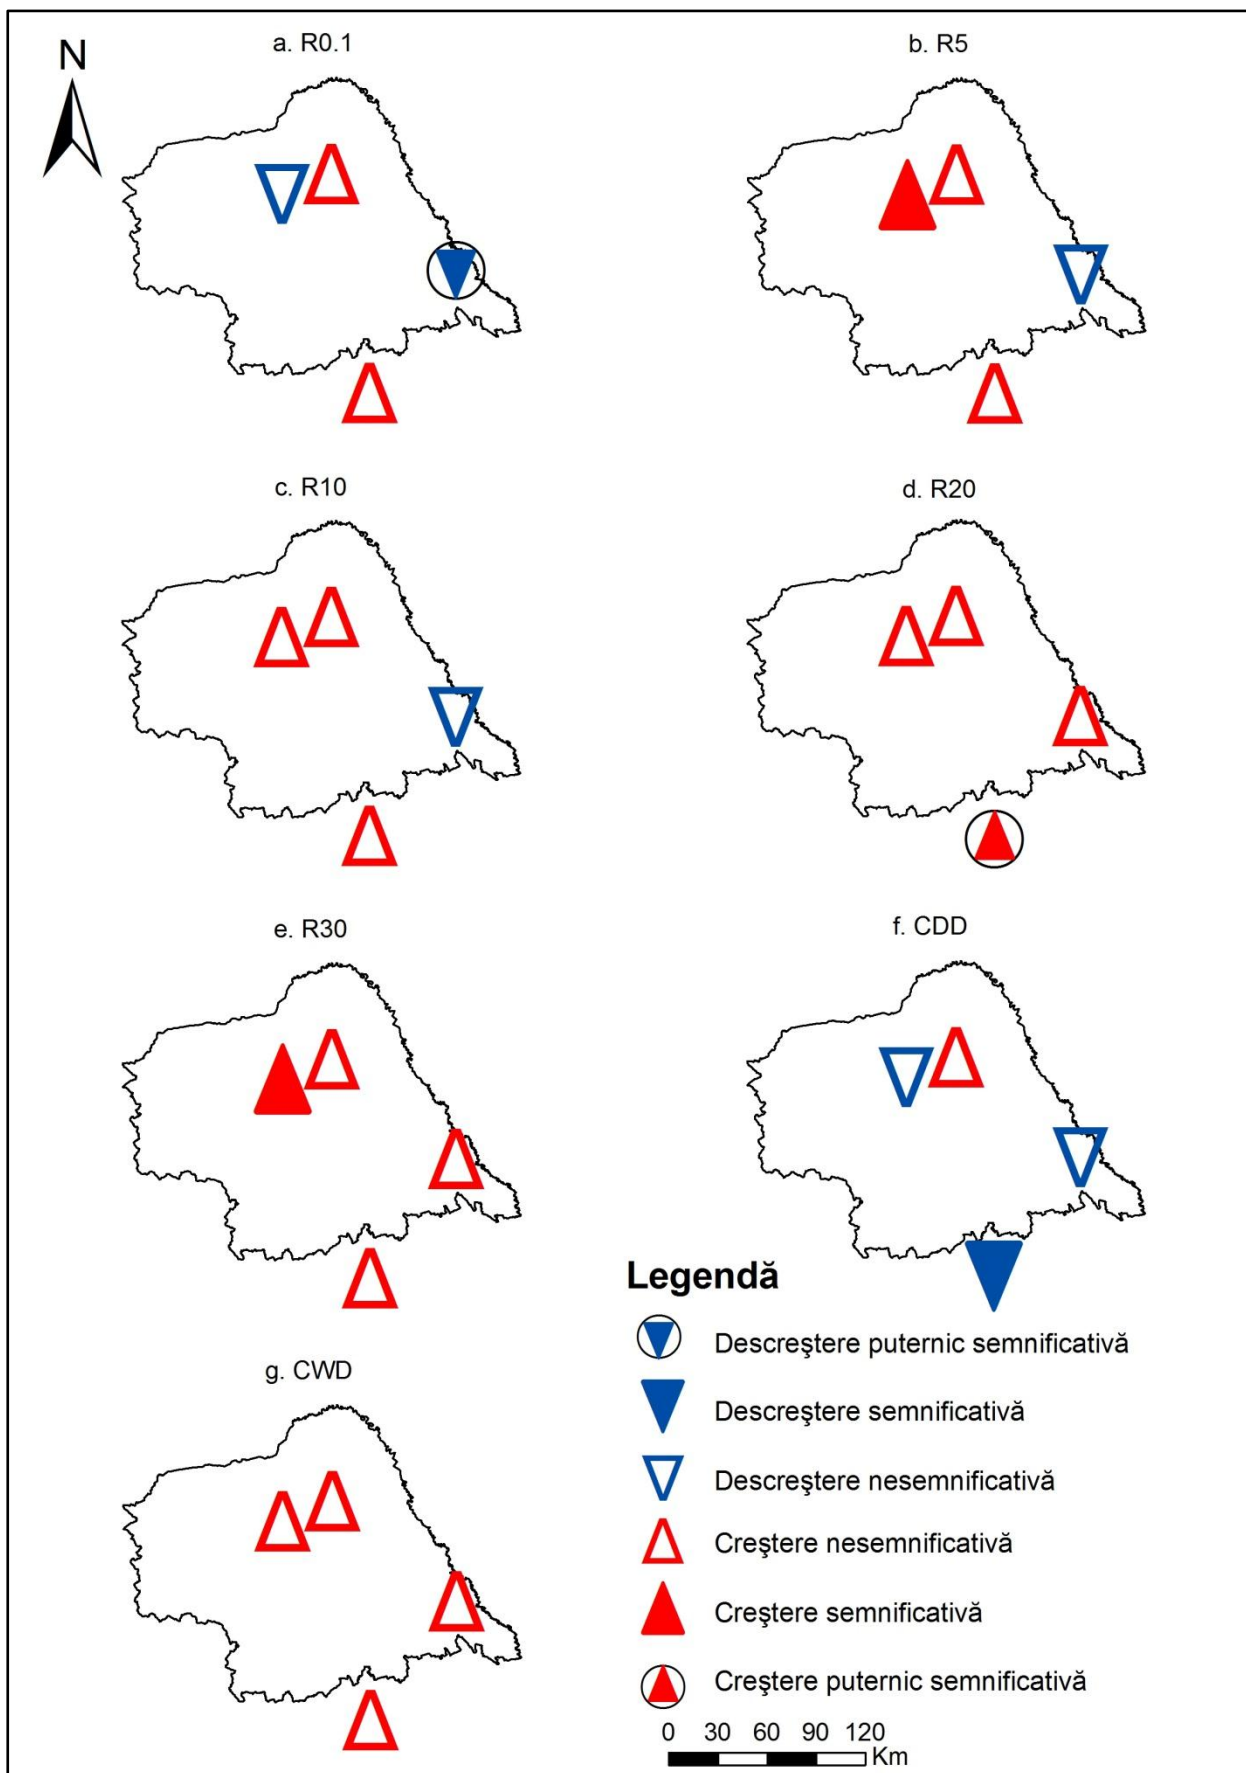 a. R0.1
b. R5
N
c. R10
d. R20
e. R30
f. CDD
g. CWD
Legendă
Descreştere puternic semnificativă
Descreştere semnificativă
Descreştere nesemnificativă
Creştere nesemnificativă
Creştere semnificativă
Creştere puternic semnificativă
0 30 60 90 120
Km